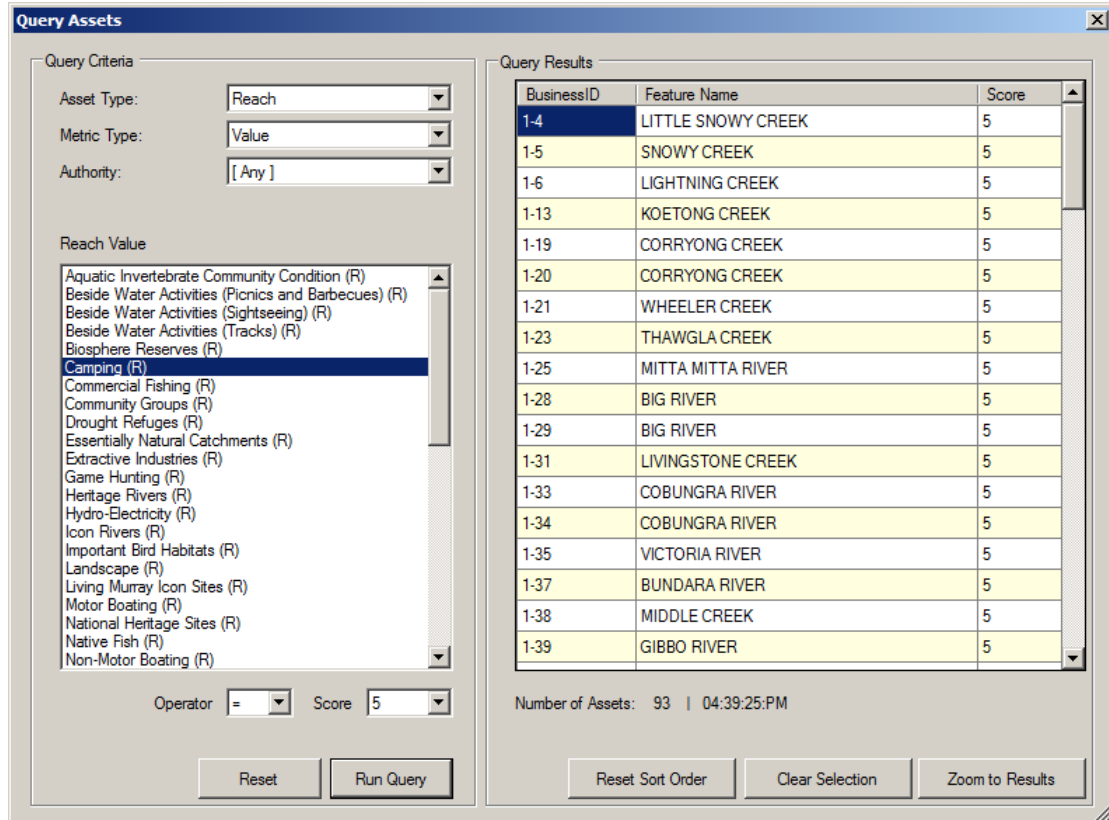 Query Assets
Query Criteria
Asset Type: Reach
Metric Type: Value
Authority: [ Any ]
Reach Value
Aquatic Invertebrate Community Condition (R)
Beside Water Activities (Picnics and Barbecues) (R)
Beside Water Activities (Sightseeing) (R)
Beside Water Activities (Tracks) (R)
Biosphere Reserves (R)
Camping (R)
Commercial Fishing (R)
Community Groups (R)
Drought Refuges (R)
Essentially Natural Catchments (R)
Extractive Industries (R)
Game Hunting (R)
Heritage Rivers (R)
Hydro-Electricity (R)
Icon Rivers (R)
Important Bird Habitats (R)
Landscape (R)
Living Murray Icon Sites (R)
Motor Boating (R)
National Heritage Sites (R)
Native Fish (R)
Non-Motor Boating (R)
Operator = Score 5
Reset Run Query
Query Results
BusinessID Feature Name Score
1-4 LITTLE SNOWY CREEK 5
1-5 SNOWY CREEK 5
1-6 LIGHTNING CREEK 5
1-13 KOETONG CREEK 5
1-19 CORRYONG CREEK 5
1-20 CORRYONG CREEK 5
1-21 WHEELER CREEK 5
1-23 THAWGLA CREEK 5
1-25 MITTA MITTA RIVER 5
1-28 BIG RIVER 5
1-29 BIG RIVER 5
1-31 LIVINGSTONE CREEK 5
1-33 COBUNGRA RIVER 5
1-34 COBUNGRA RIVER 5
1-35 VICTORIA RIVER 5
1-37 BUNDARA RIVER 5
1-38 MIDDLE CREEK 5
1-39 GIBBO RIVER 5
Number of Assets: 93 | 04:39:25:PM
Reset Sort Order Clear Selection Zoom to Results